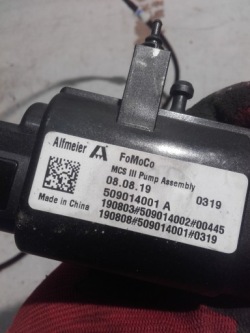 Alfmeier FoMoCo
MCS III Pump Assembly
08.08.19 0319
509014001 A
Made in China
190803#509014002#00445
190808#509014001#0319